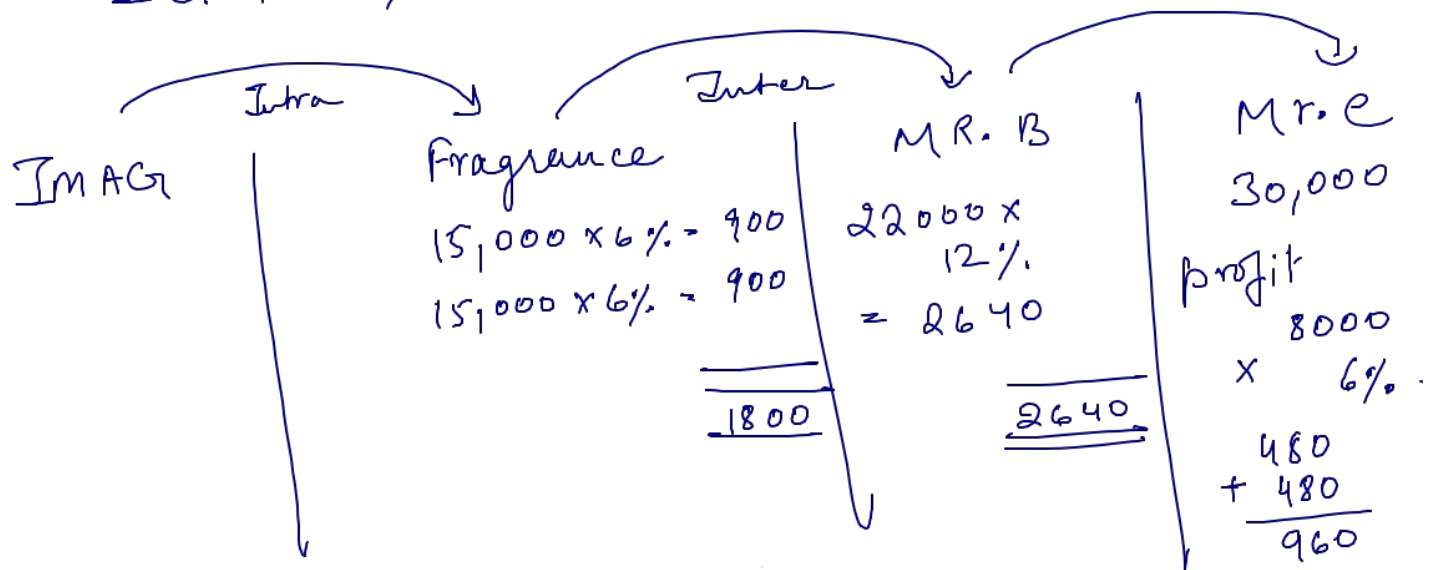 Intra
Inter
IMAG
Fragrance
MR. B
Mr. C
15,000 x 6% = 900
15,000 x 6% = 900
1800
22000 x
12%
= 2640
2640
30,000
profit
8000
x 6%.
480
+ 480
960